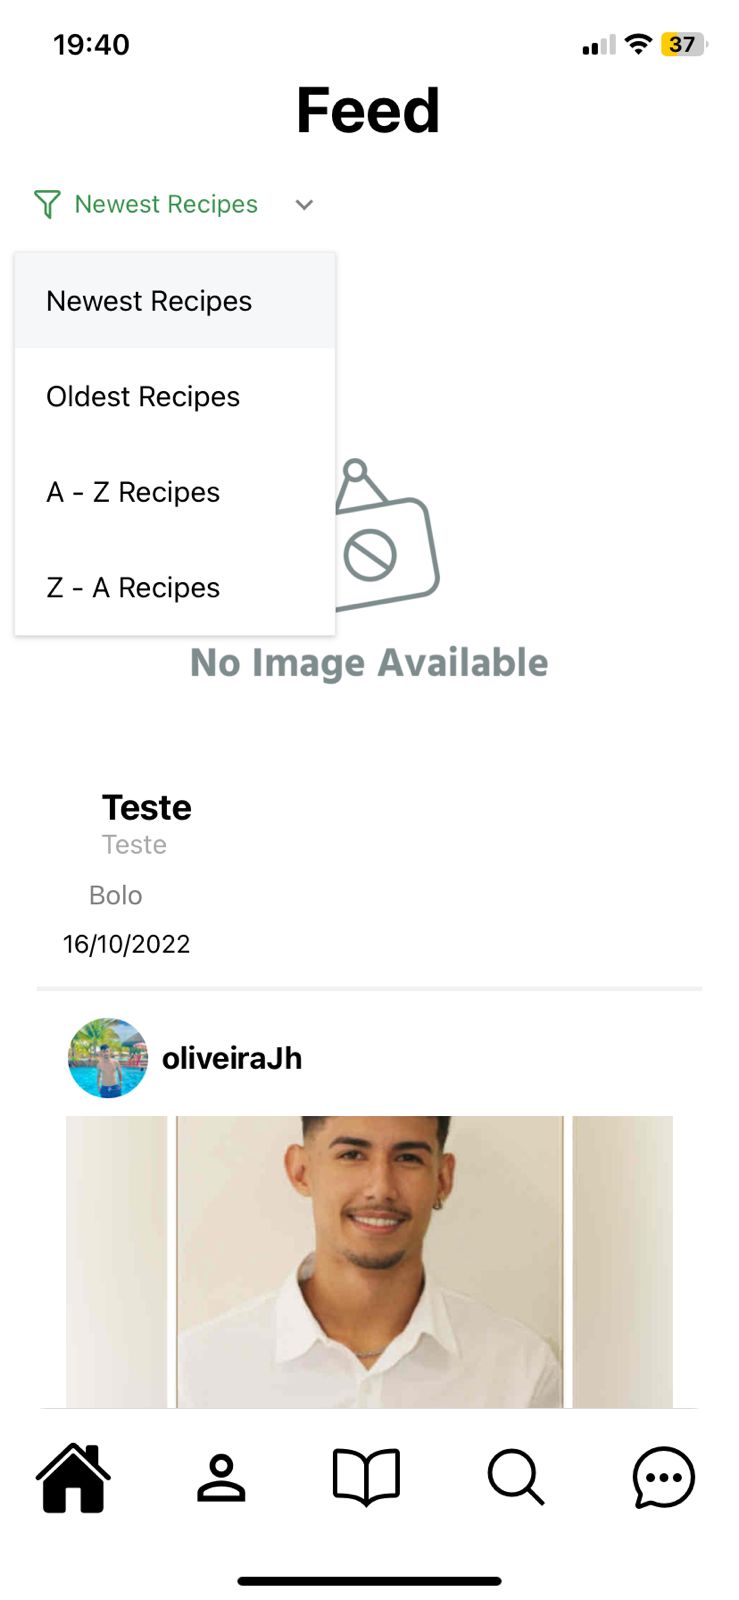 19:40
37
Feed
Newest Recipes
Newest Recipes
Oldest Recipes
A - Z Recipes
Z - A Recipes
No Image Available
Teste
Teste
Bolo
16/10/2022
oliveiraJh